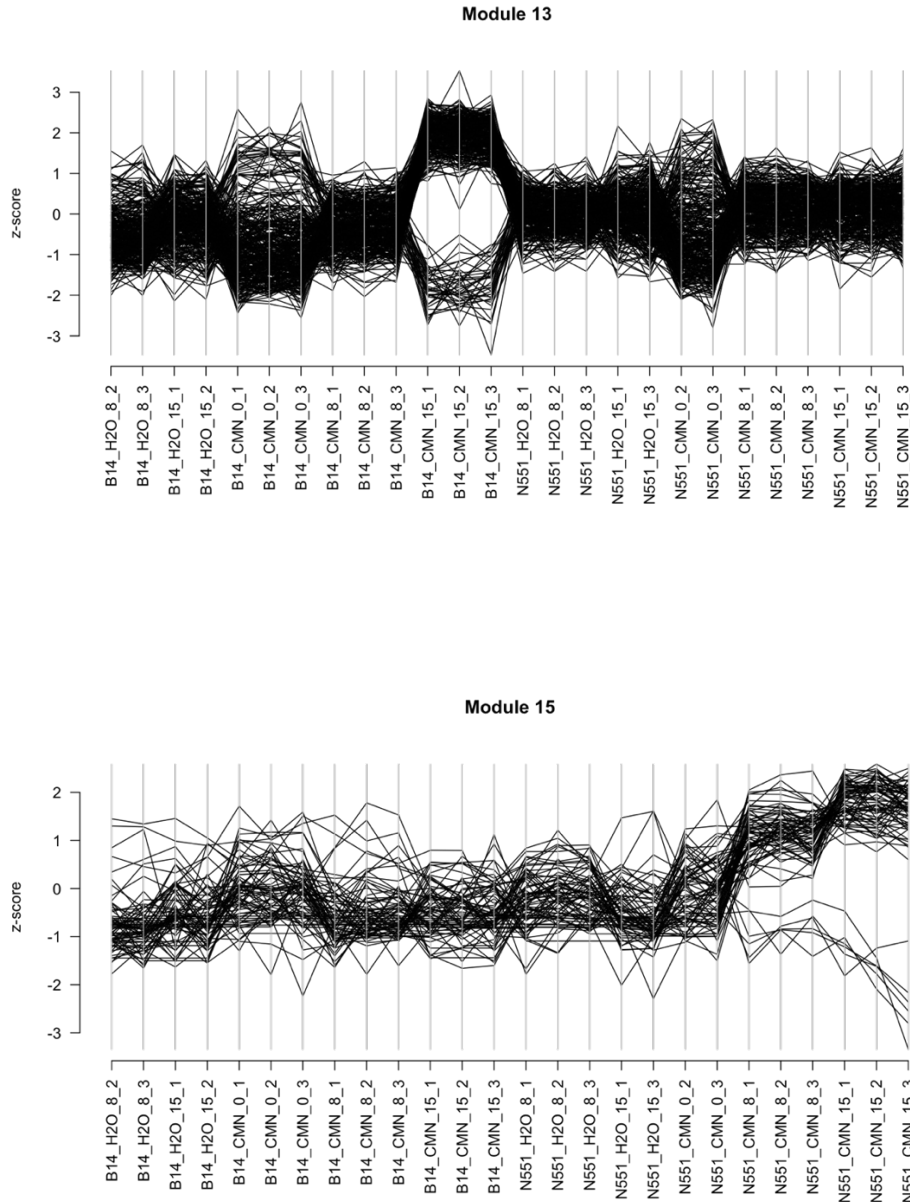 Module 13
z-score
3
2
1
0
-1
-2
-3
B14_H2O_8_2
B14_H2O_8_3
B14_H2O_15_1
B14_H2O_15_2
B14_CMN_0_1
B14_CMN_0_2
B14_CMN_0_3
B14_CMN_8_1
B14_CMN_8_2
B14_CMN_8_3
B14_CMN_15_1
B14_CMN_15_2
B14_CMN_15_3
N551_H2O_8_1
N551_H2O_8_2
N551_H2O_8_3
N551_H2O_15_1
N551_H2O_15_3
N551_CMN_0_2
N551_CMN_0_3
N551_CMN_8_1
N551_CMN_8_2
N551_CMN_8_3
N551_CMN_15_1
N551_CMN_15_2
N551_CMN_15_3
Module 15
z-score
2
1
0
-1
-2
-3
B14_H2O_8_2
B14_H2O_8_3
B14_H2O_15_1
B14_H2O_15_2
B14_CMN_0_1
B14_CMN_0_2
B14_CMN_0_3
B14_CMN_8_1
B14_CMN_8_2
B14_CMN_8_3
B14_CMN_15_1
B14_CMN_15_2
B14_CMN_15_3
N551_H2O_8_1
N551_H2O_8_2
N551_H2O_8_3
N551_H2O_15_1
N551_H2O_15_3
N551_CMN_0_2
N551_CMN_0_3
N551_CMN_8_1
N551_CMN_8_2
N551_CMN_8_3
N551_CMN_15_1
N551_CMN_15_2
N551_CMN_15_3